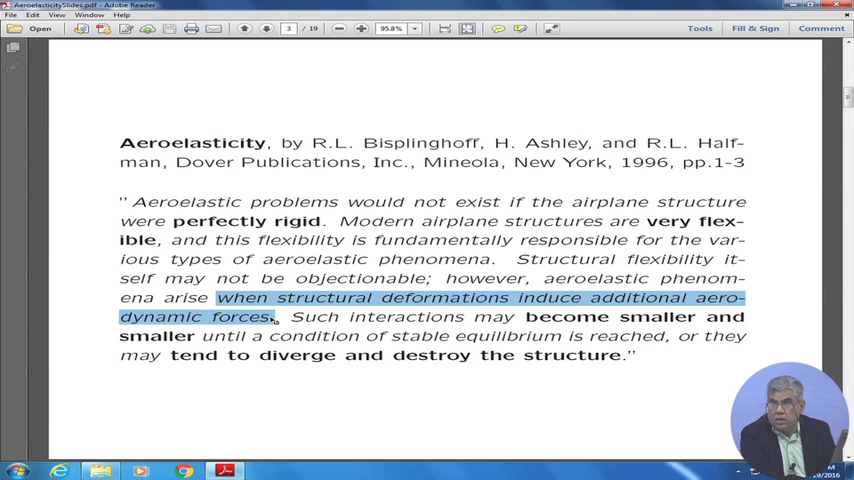 AeroelasticitySlides.pdf - Adobe Reader
File Edit View Window Help
Open 3 / 19 95.8% Tools Fill & Sign Comment
Aeroelasticity, by R.L. Bisplinghoff, H. Ashley, and R.L. Half-
man, Dover Publications, Inc., Mineola, New York, 1996, pp.1-3
" Aeroelastic problems would not exist if the airplane structure
were perfectly rigid. Modern airplane structures are very flex-
ible, and this flexibility is fundamentally responsible for the var-
ious types of aeroelastic phenomena. Structural flexibility it-
self may not be objectionable; however, aeroelastic phenom-
ena arise when structural deformations induce additional aero-
dynamic forces. Such interactions may become smaller and
smaller until a condition of stable equilibrium is reached, or they
may tend to diverge and destroy the structure."